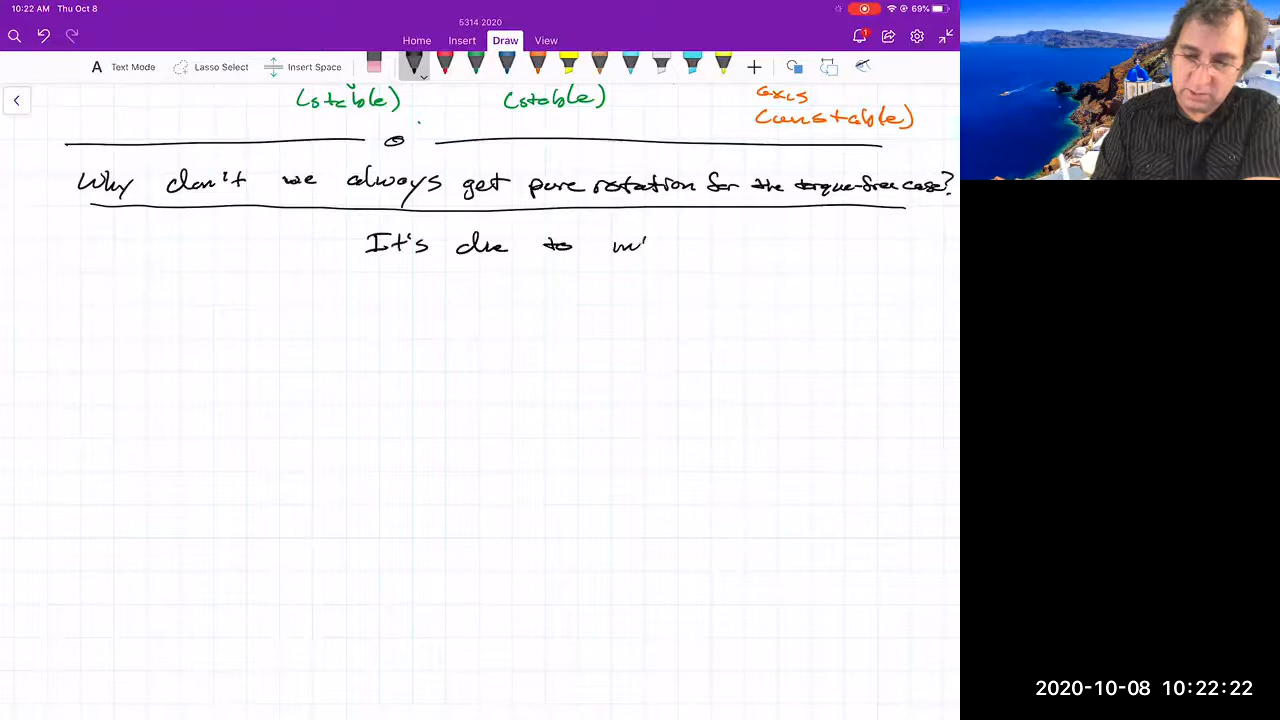 10:22 AM Thu Oct 8
69%
5314 2020
Home Insert Draw View
1
Text Mode Lasso Select Insert Space
(stable) (stable) axis
(unstable)
Why don't we always get pure rotation for the torque-free case?
It's due to
2020-10-08 10:22:22